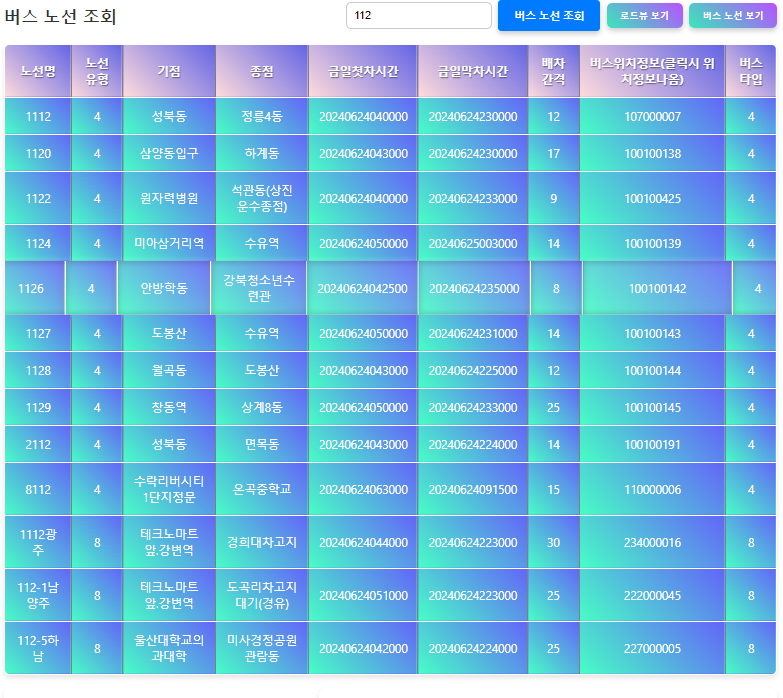 버스 노선 조회 112 버스 노선 조회 로드뷰 보기 버스 노선 보기
노선명 노선 유형 기점 종점 금일첫차시간 금일막차시간 배차 간격 버스위치정보(클릭시 위치정보나옴) 버스 타입
1112 4 성북동 정릉4동 20240624040000 20240624230000 12 107000007 4
1120 4 삼양동입구 하계동 20240624043000 20240624230000 17 100100138 4
1122 4 원자력병원 석관동(상진운수종점) 20240624040000 20240624233000 9 100100425 4
1124 4 미아삼거리역 수유역 20240624050000 20240625003000 14 100100139 4
1126 4 안방학동 강북청소년수련관 20240624042500 20240624235000 8 100100142 4
1127 4 도봉산 수유역 20240624050000 20240624231000 14 100100143 4
1128 4 월곡동 도봉산 20240624043000 20240624225000 12 100100144 4
1129 4 창동역 상계8동 20240624050000 20240624233000 25 100100145 4
2112 4 성북동 면목동 20240624043000 20240624224000 14 100100191 4
8112 4 수락리버시티1단지정문 온곡중학교 20240624063000 20240624091500 15 110000006 4
1112광주 8 테크노마트앞.강변역 경희대차고지 20240624044000 20240624223000 30 234000016 8
112-1남양주 8 테크노마트앞.강변역 도곡리차고지대기(경유) 20240624051000 20240624223000 25 222000045 8
112-5하남 8 울산대학교의과대학 미사경정공원관람동 20240624042000 20240624224000 25 227000005 8